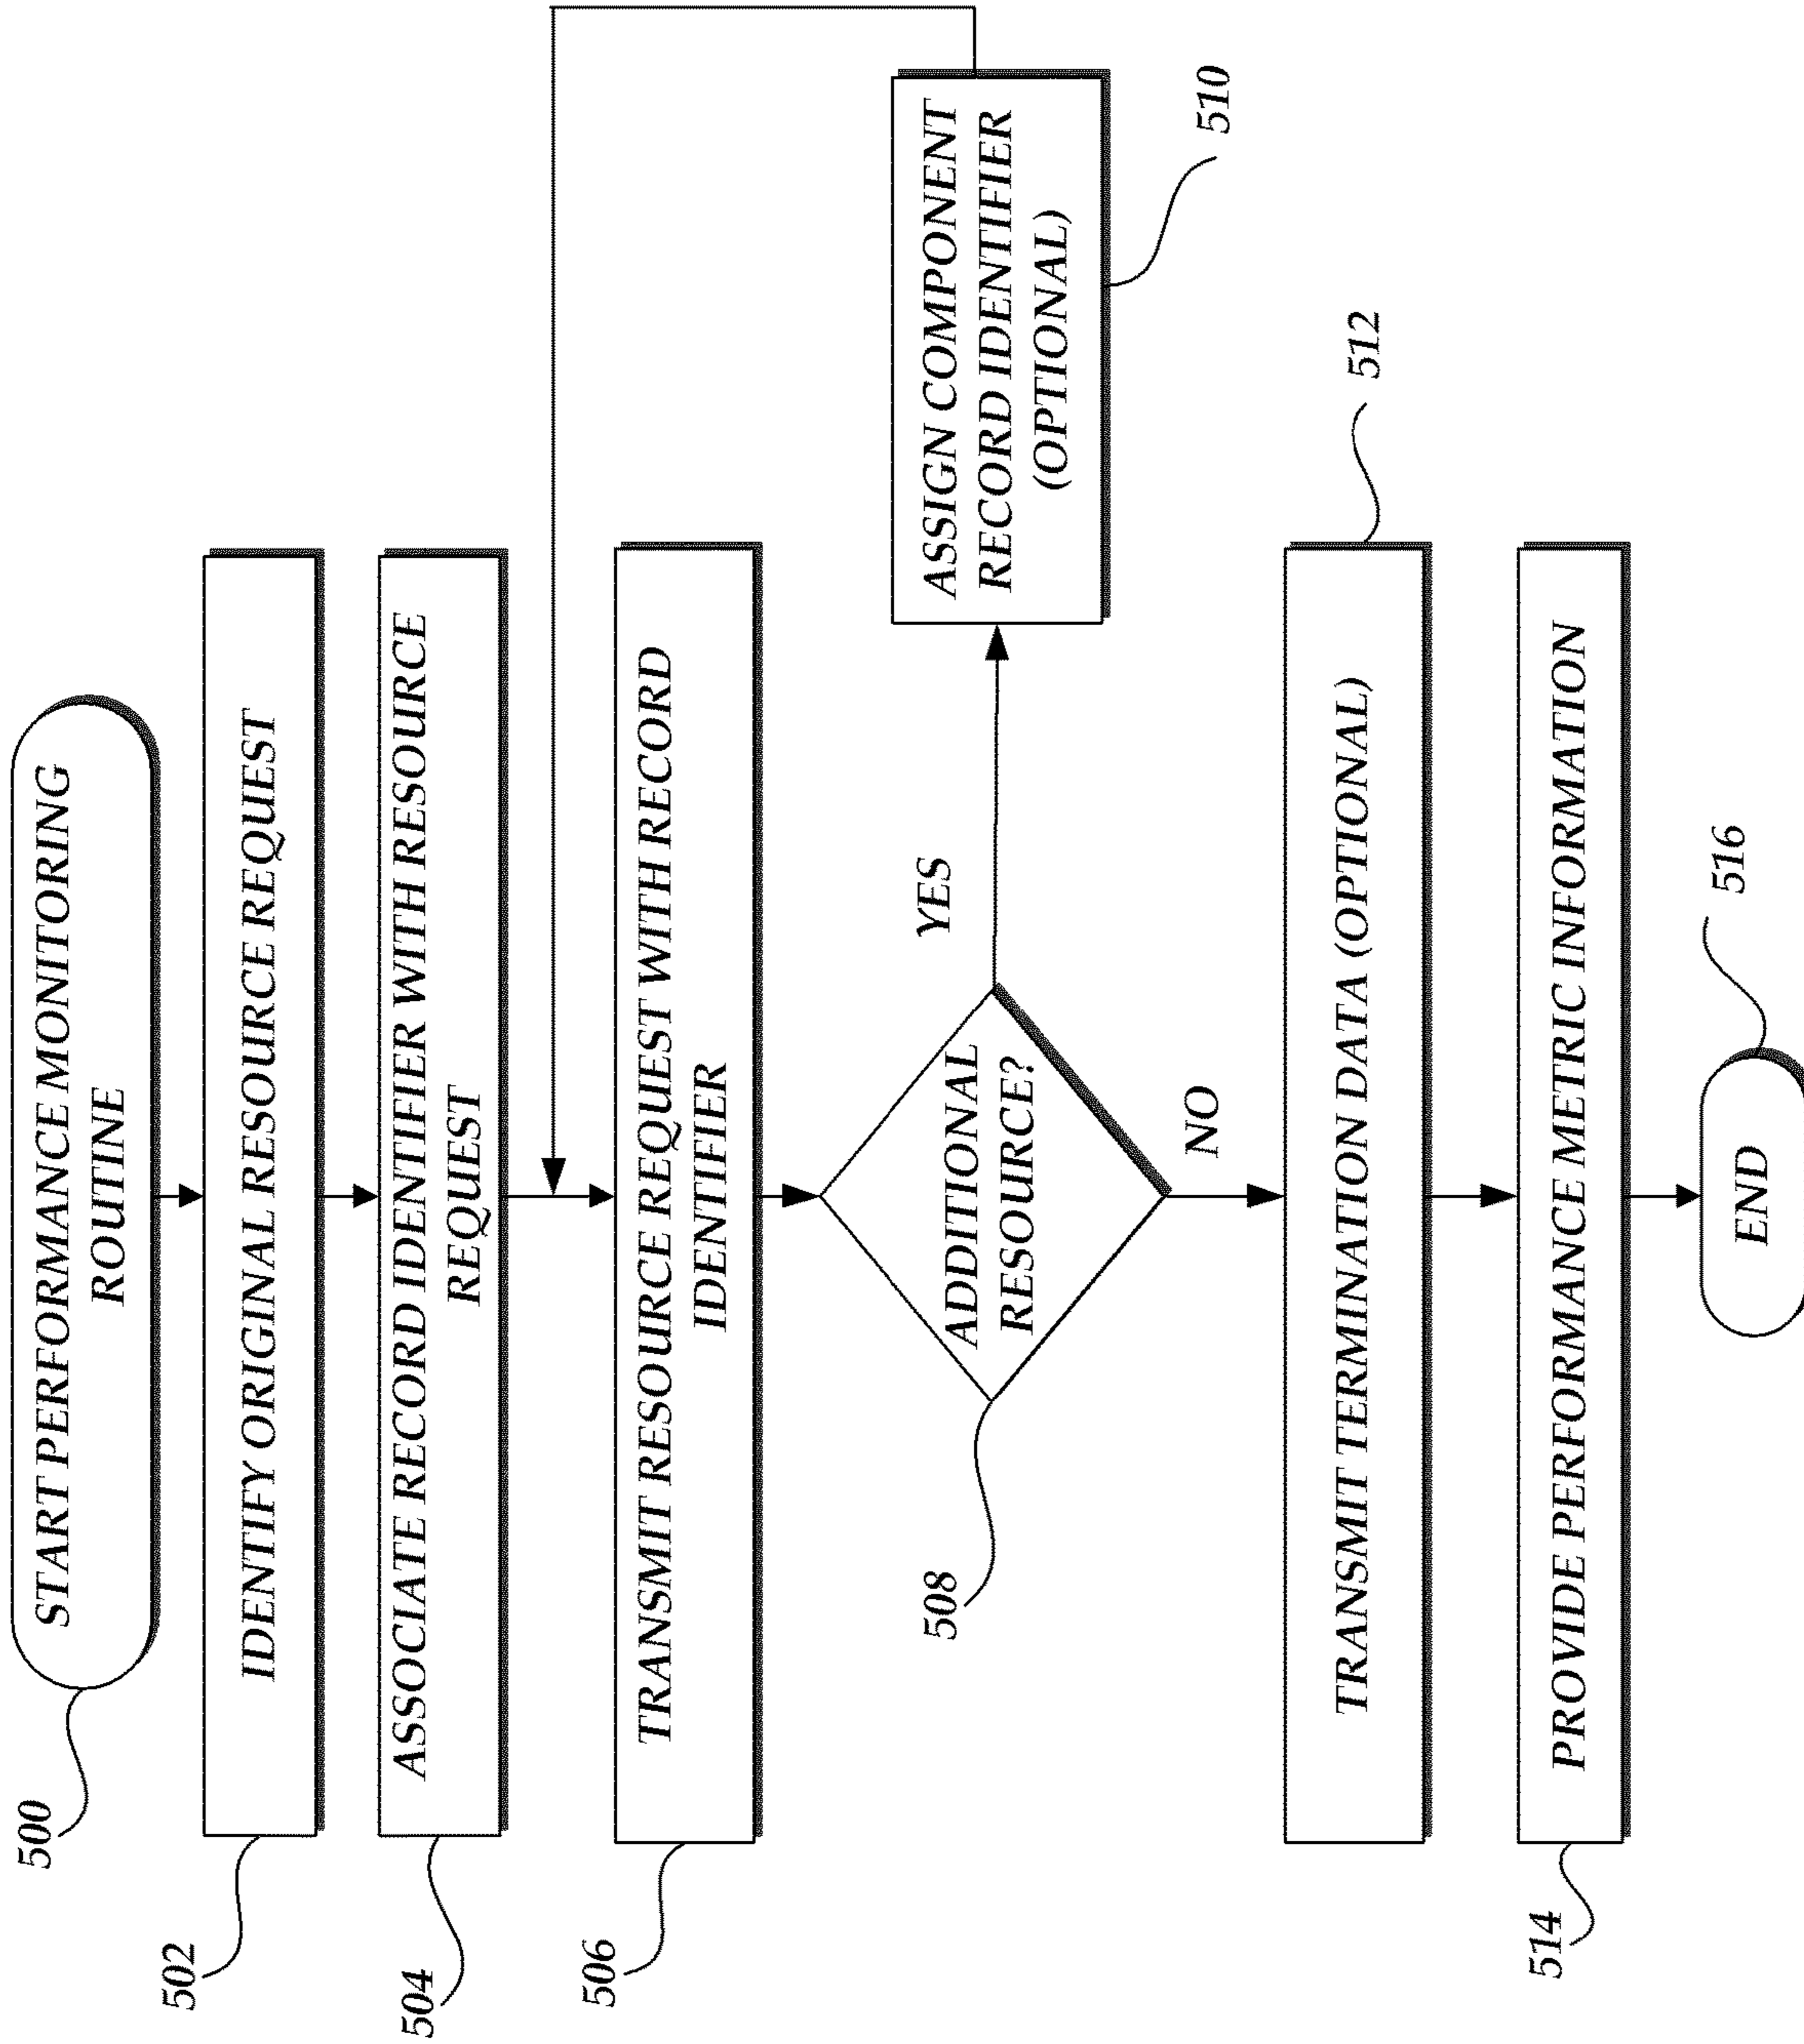 500
START PERFORMANCE MONITORING
ROUTINE
502
IDENTIFY ORIGINAL RESOURCE REQUEST
504
ASSOCIATE RECORD IDENTIFIER WITH RESOURCE
REQUEST
506
TRANSMIT RESOURCE REQUEST WITH RECORD
IDENTIFIER
508
ADDITIONAL
RESOURCE?
YES
ASSIGN COMPONENT
RECORD IDENTIFIER
(OPTIONAL)
510
NO
TRANSMIT TERMINATION DATA (OPTIONAL)
512
514
PROVIDE PERFORMANCE METRIC INFORMATION
END
516